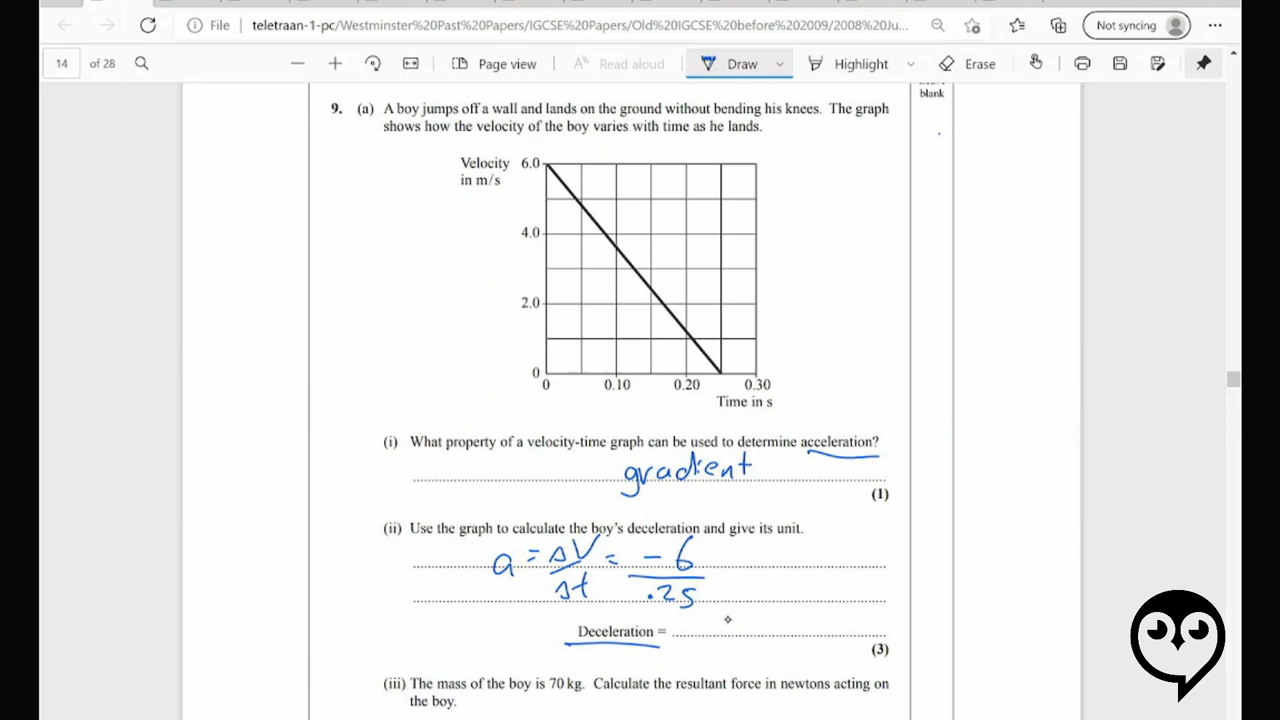 File
teletraan-1-pc/Westminster%20Past%20Papers/IGCSE%20Papers/Old%20IGCSE%20before%202009/2008%20Ju...
Not syncing
14 of 28
Page view
Read aloud
Draw
Highlight
Erase
blank
9. (a) A boy jumps off a wall and lands on the ground without bending his knees. The graph
shows how the velocity of the boy varies with time as he lands.
Velocity
in m/s
6.0
4.0
2.0
0
0 0.10 0.20 0.30
Time in s
(i) What property of a velocity-time graph can be used to determine acceleration?
gradient
(1)
(ii) Use the graph to calculate the boy's deceleration and give its unit.
a = ΔV = -6
Δt .25
Deceleration =
(3)
(iii) The mass of the boy is 70 kg. Calculate the resultant force in newtons acting on
the boy.